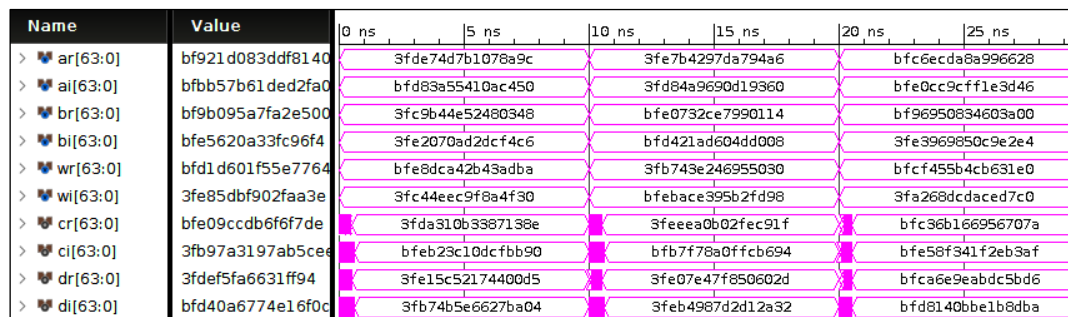 Name Value 0 ns 5 ns 10 ns 15 ns 20 ns 25 ns
ar[63:0] bf921d083ddf8140 3fde74d7b1078a9c 3fe7b4297da794a6 bfc6ecda8a996628
ai[63:0] bfbb57b61ded2fa0 bfd83a55410ac450 3fd84a9690d19360 bfe0cc9cff1e3d46
br[63:0] bf9b095a7fa2e500 3fc9b44e52480348 bfe0732ce7990114 bf96950834603a00
bi[63:0] bfe5620a33fc96f4 3fe2070ad2dcf4c6 bfd421ad604dd008 3fe3969850c9e2e4
wr[63:0] bfd1d601f55e7764 bfe8dca42b43adba 3fb743e246955030 bfcf455b4cb631e0
wi[63:0] 3fe85dbf902faa3e 3fc44eec9f8a4f30 bfebace395b2fd98 3fa268dcdaced7c0
cr[63:0] bfe09ccdb6f6f7de 3fda310b3387138e 3feeea0b02fec91f bfc36b166956707a
ci[63:0] 3fb97a3197ab5cee bfeb23c10dcfbb90 bfb7f78a0ffcb694 bfe58f341f2eb3af
dr[63:0] 3fdef5fa6631ff94 3fe15c52174400d5 3fe07e47f850602d bfca6e9eabdc5bd6
di[63:0] bfd40a6774e16f0c 3fb74b5e6627ba04 3feb4987d2d12a32 bfd8140bbe1b8dba